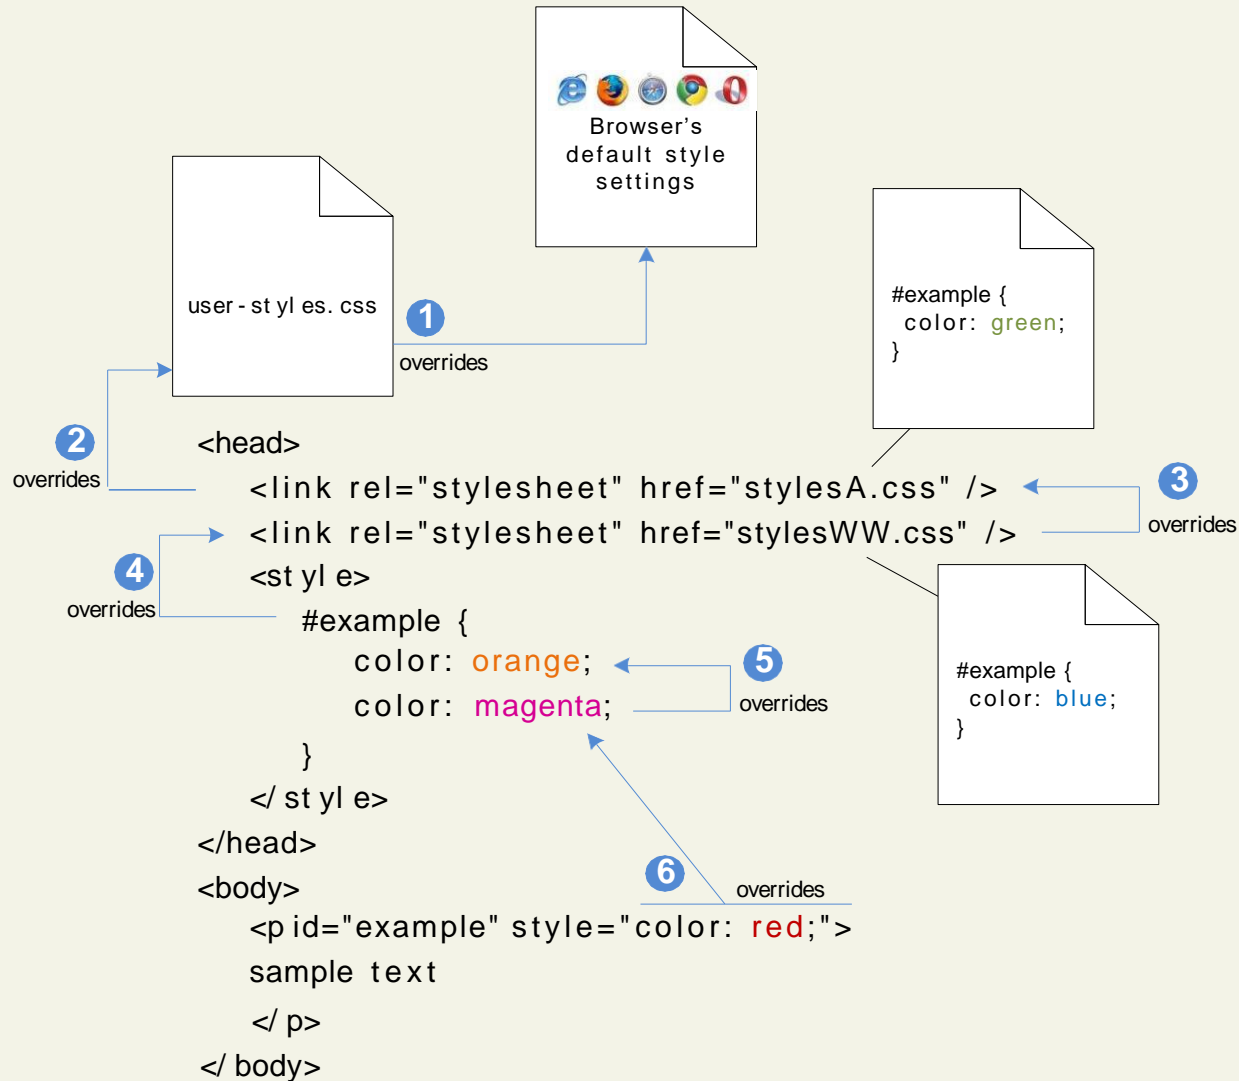 Browser's
default style
settings
user-styles.css
1
overrides
#example {
color: green;
}
2
overrides
<head>
<link rel="stylesheet" href="stylesA.css" />
3
overrides
<link rel="stylesheet" href="stylesWW.css" />
4
overrides
<style>
#example {
color: orange;
5
overrides
color: magenta;
}
</style>
#example {
color: blue;
}
</head>
<body>
6
overrides
<p id="example" style="color: red;">
sample text
</p>
</body>